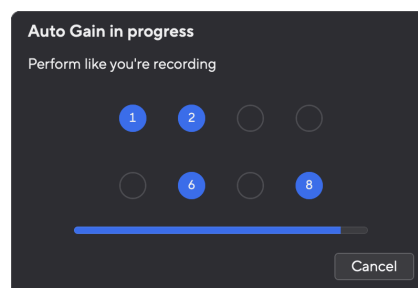 Auto Gain in progress
Perform like you're recording
1 2
6 8
Cancel